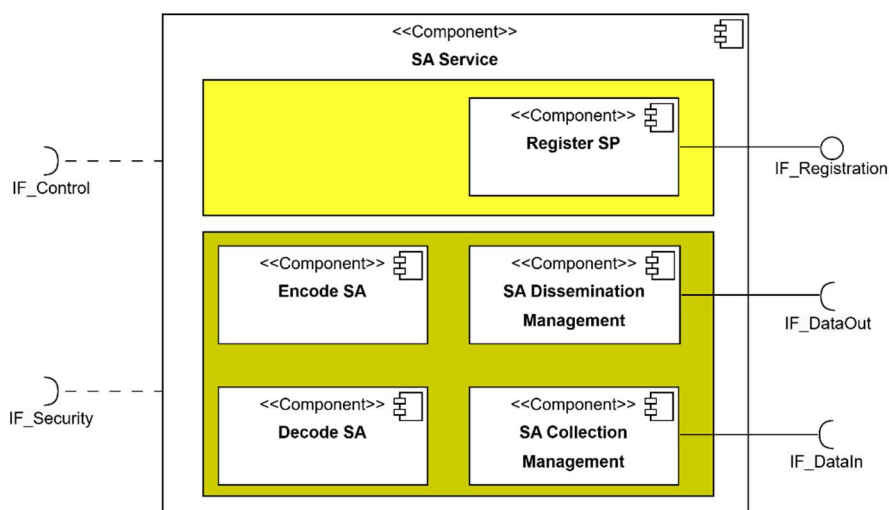 <<Component>>
SA Service
<<Component>>
Register SP
IF_Control
IF_Registration
<<Component>>
Encode SA
<<Component>>
SA Dissemination
Management
IF_DataOut
<<Component>>
Decode SA
<<Component>>
SA Collection
Management
IF_Security
IF_DataIn